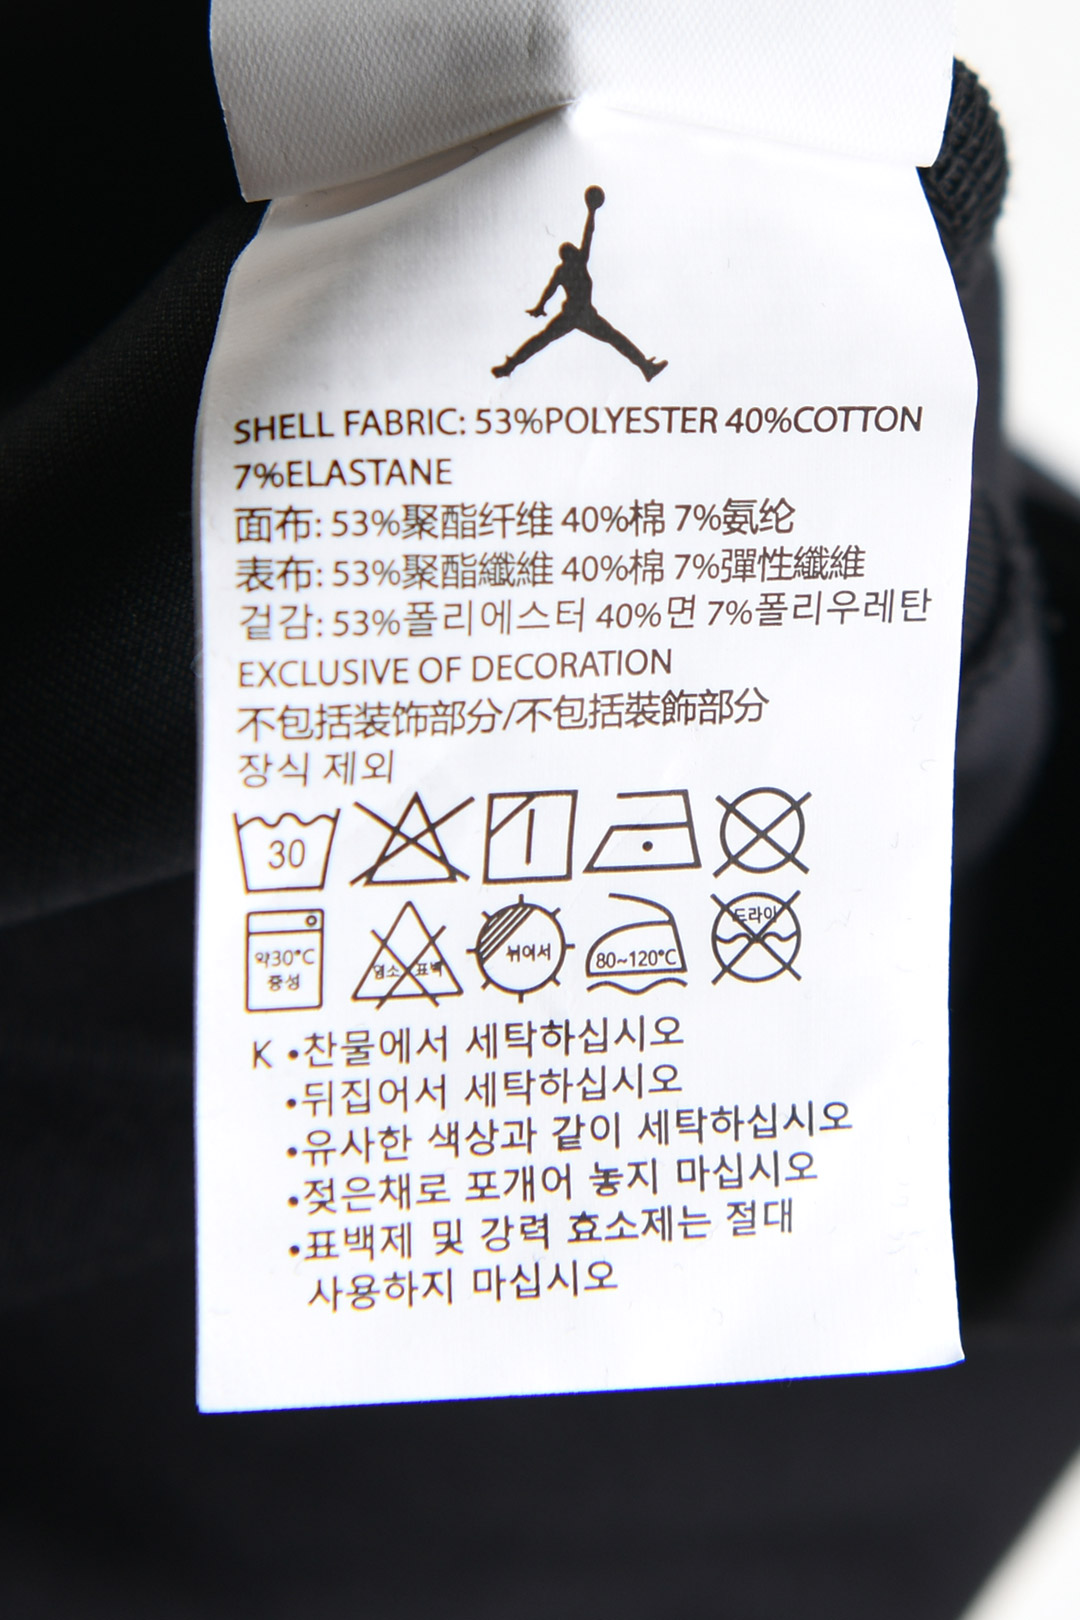 SHELL FABRIC: 53%POLYESTER 40%COTTON
7%ELASTANE
面布: 53%聚酯纤维 40%棉 7%氨纶
表布: 53%聚酯纖維 40%棉 7%彈性纖維
겉감: 53%폴리에스터 40%면 7%폴리우레탄
EXCLUSIVE OF DECORATION
不包括装饰部分/不包括裝飾部分
장식 제외
30
약30°C
중성
염소 표백
뉘어서
80~120°C
드라이
K •찬물에서 세탁하십시오
•뒤집어서 세탁하십시오
•유사한 색상과 같이 세탁하십시오
•젖은채로 포개어 놓지 마십시오
•표백제 및 강력 효소제는 절대
사용하지 마십시오